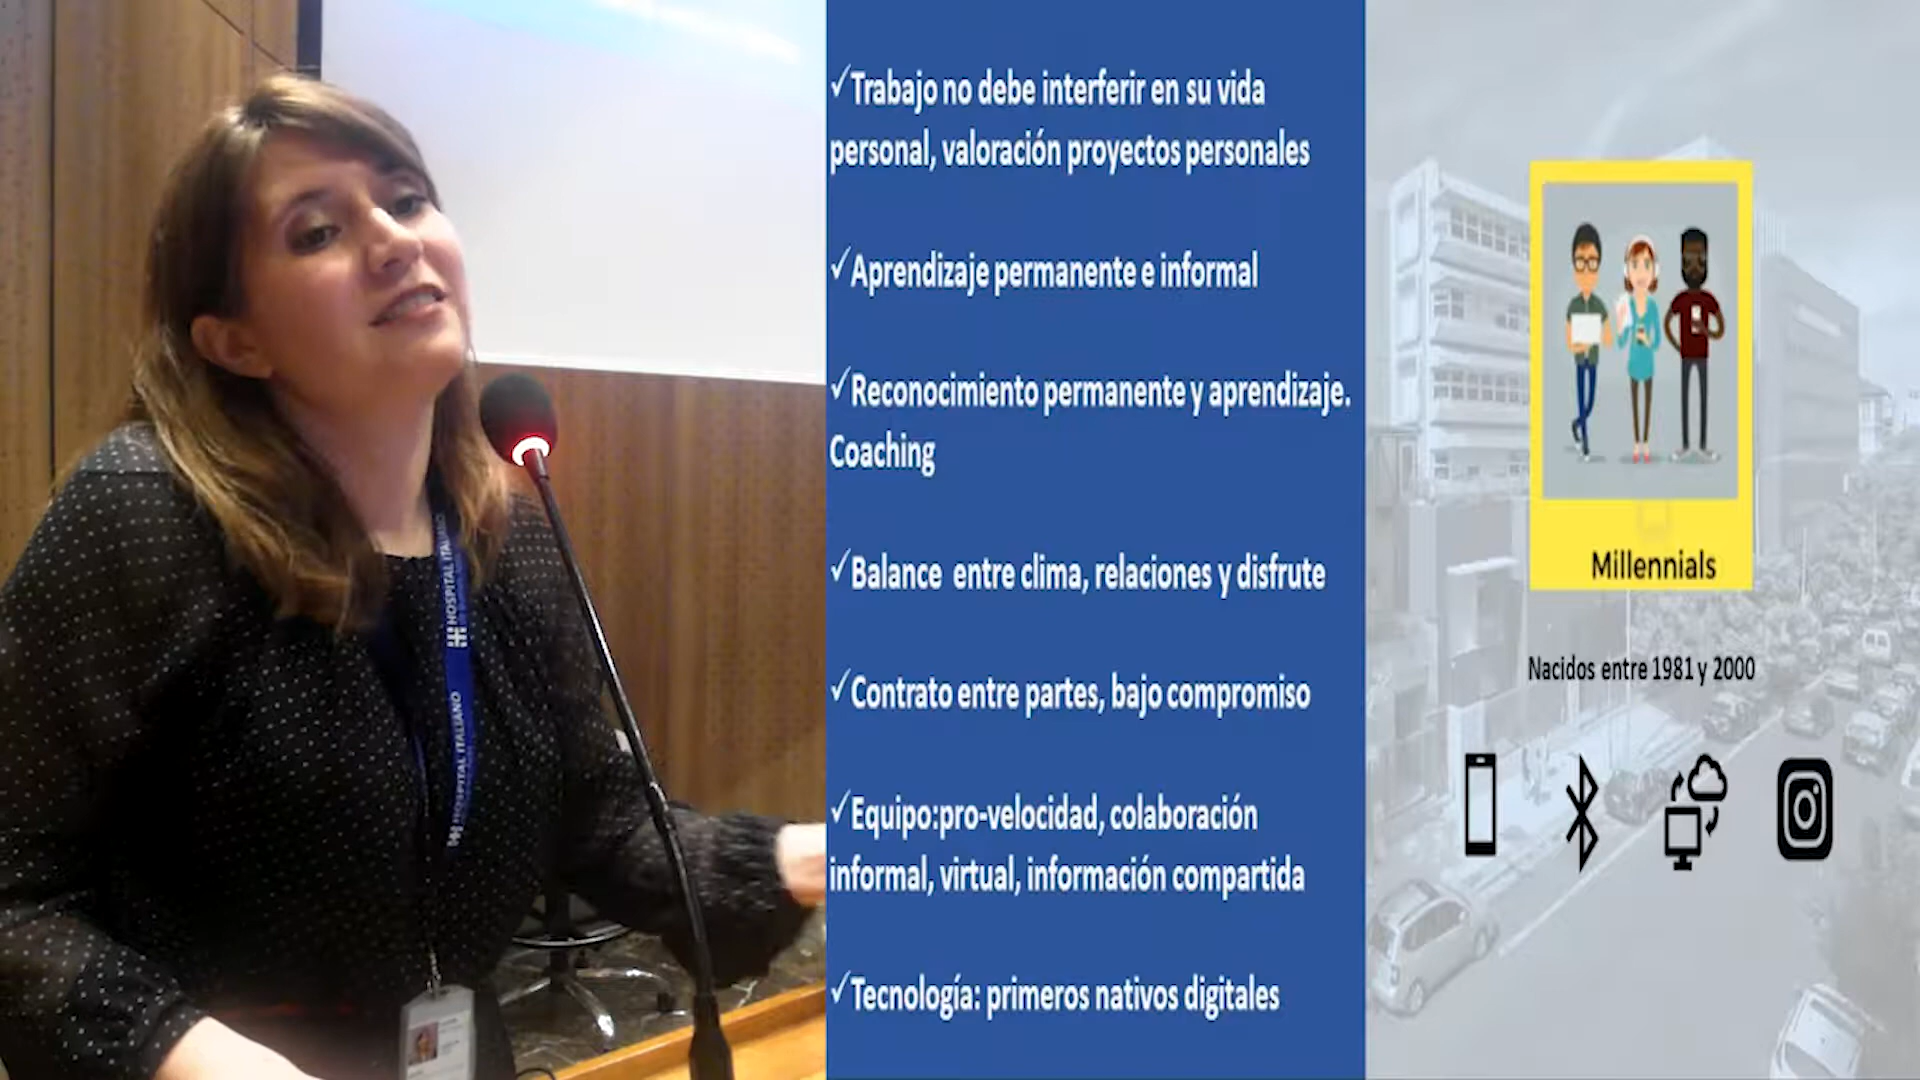 ✓Trabajo no debe interferir en su vida
personal, valoración proyectos personales
✓Aprendizaje permanente e informal
✓Reconocimiento permanente y aprendizaje.
Coaching
✓Balance entre clima, relaciones y disfrute
✓Contrato entre partes, bajo compromiso
✓Equipo:pro-velocidad, colaboración
informal, virtual, información compartida
✓Tecnología: primeros nativos digitales
Millennials
Nacidos entre 1981 y 2000
HOSPITAL ITALIANO
HOSPITAL ITALIANO